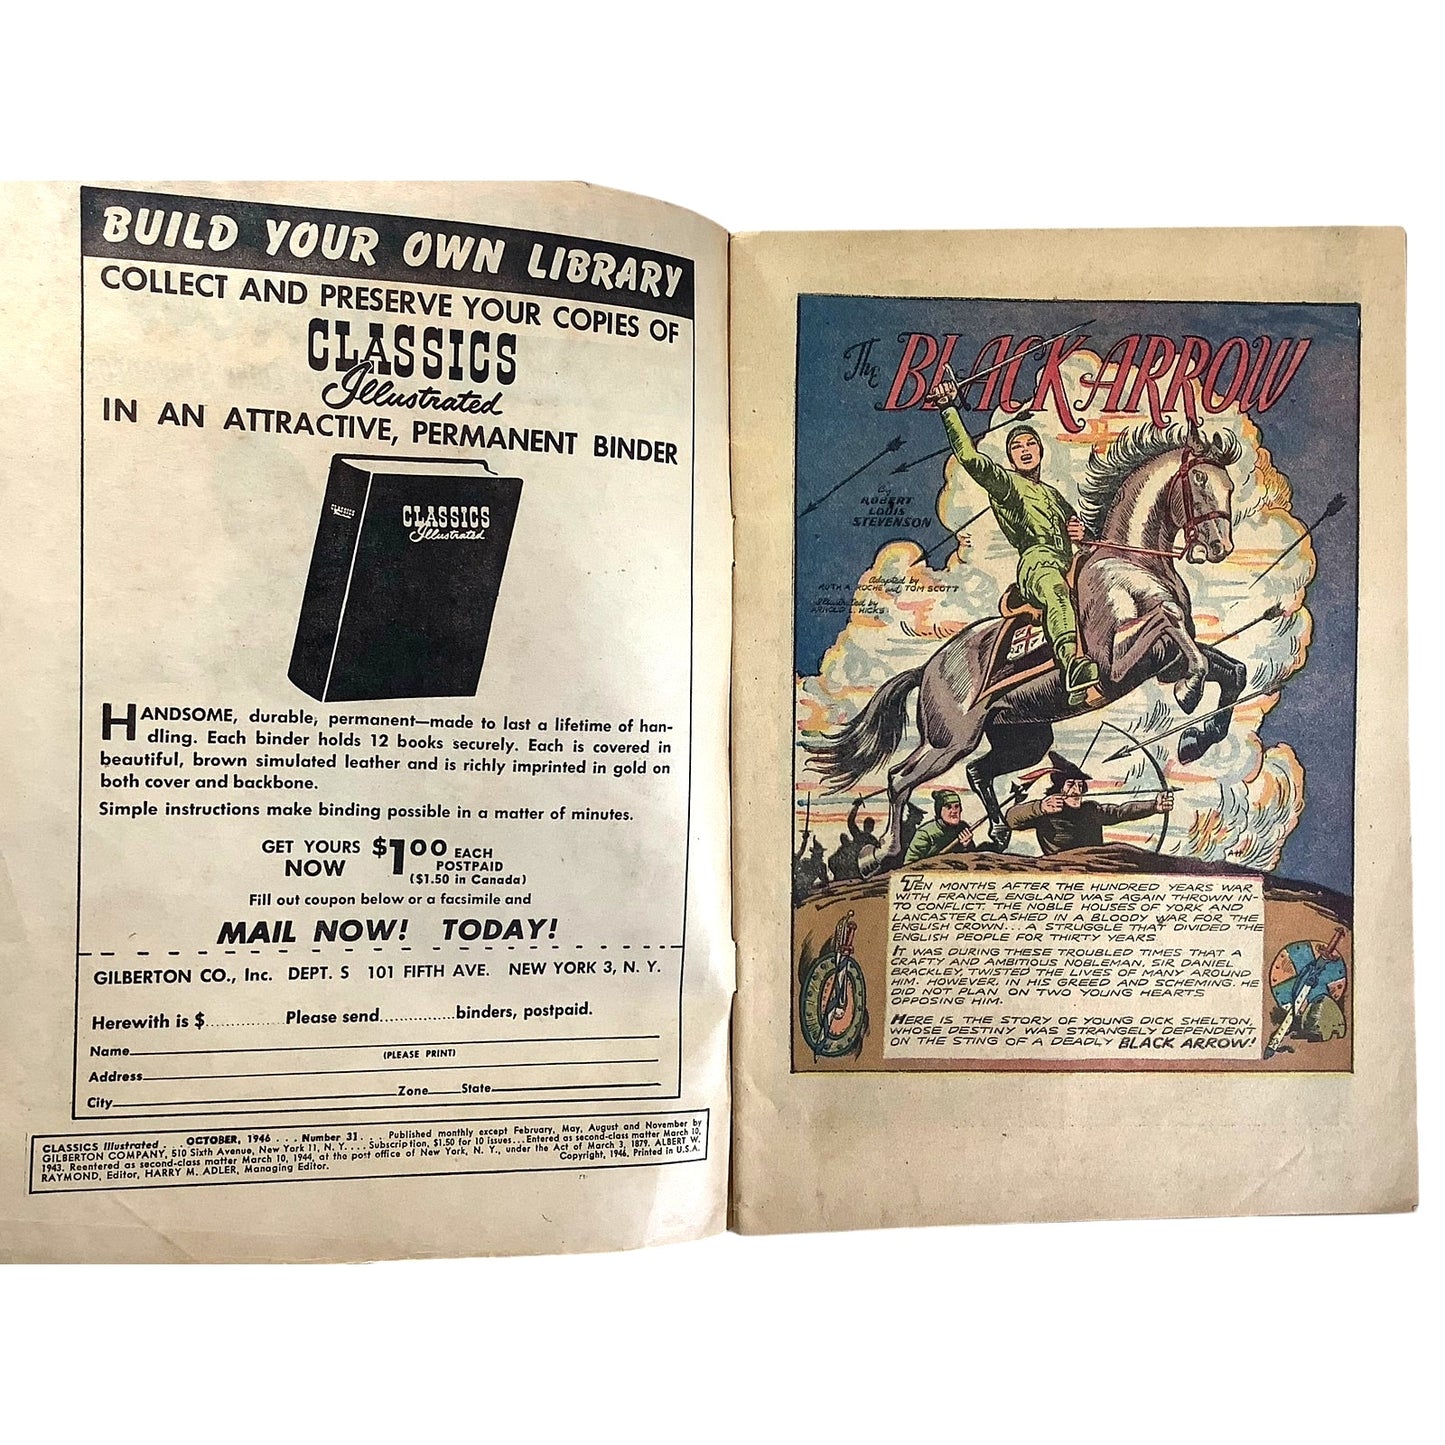 BUILD YOUR OWN LIBRARY
COLLECT AND PRESERVE YOUR COPIES OF
CLASSICS
Illustrated
IN AN ATTRACTIVE, PERMANENT BINDER
CLASSICS
Illustrated
HANDSOME, durable, permanent—made to last a lifetime of han-
dling. Each binder holds 12 books securely. Each is covered in
beautiful, brown simulated leather and is richly imprinted in gold on
both cover and backbone.
Simple instructions make binding possible in a matter of minutes.
GET YOURS NOW $1.00 EACH POSTPAID
($1.50 in Canada)
Fill out coupon below or a facsimile and
MAIL NOW! TODAY!
GILBERTON CO., Inc. DEPT. S 101 FIFTH AVE. NEW YORK 3, N. Y.
Herewith is $.............. Please send...............binders, postpaid.
Name
(PLEASE PRINT)
Address
City Zone State
CLASSICS Illustrated . . . OCTOBER, 1946 . . . Number 31 . . . Published monthly except February, May, August and November by
GILBERTON COMPANY, 510 Sixth Avenue, New York 11, N. Y. . . . Subscription, $1.50 for 10 issues . . . Entered as second-class matter March 10,
1943. Reentered as second-class matter March 10, 1944, at the post office of New York, N. Y., under the Act of March 3, 1879. ALBERT W.
RAYMOND, Editor, HARRY M. ADLER, Managing Editor. Copyright, 1946. Printed in U.S.A.
The BLACK ARROW
By
ROBERT
LOUIS
STEVENSON
Adapted by
RUTH A. ROCHE and TOM SCOTT
Illustrated by
ARNOLD L. HICKS
AH
TEN MONTHS AFTER THE HUNDRED YEARS WAR
WITH FRANCE, ENGLAND WAS AGAIN THROWN IN-
TO CONFLICT. THE NOBLE HOUSES OF YORK AND
LANCASTER CLASHED IN A BLOODY WAR FOR THE
ENGLISH CROWN... A STRUGGLE THAT DIVIDED THE
ENGLISH PEOPLE FOR THIRTY YEARS.
IT WAS DURING THESE TROUBLED TIMES THAT A
CRAFTY AND AMBITIOUS NOBLEMAN, SIR DANIEL
BRACKLEY, TWISTED THE LIVES OF MANY AROUND
HIM. HOWEVER, IN HIS GREED AND SCHEMING, HE
DID NOT PLAN ON TWO YOUNG HEARTS
OPPOSING HIM.
HERE IS THE STORY OF YOUNG DICK SHELTON,
WHOSE DESTINY WAS STRANGELY DEPENDENT
ON THE STING OF A DEADLY BLACK ARROW!